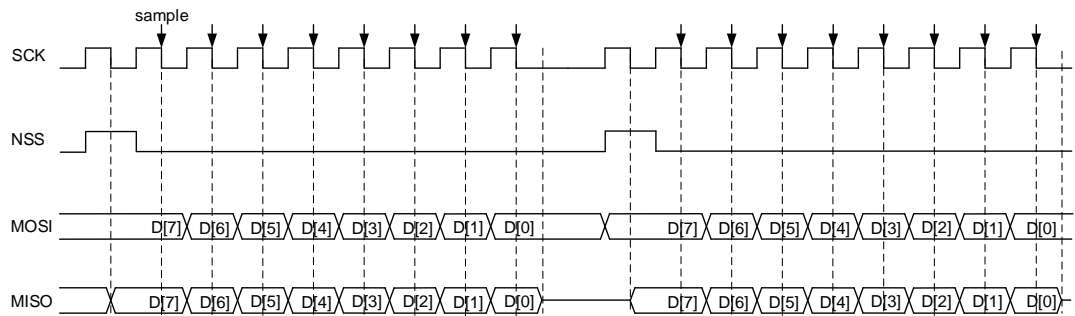 sample
SCK
NSS
MOSI D[7] D[6] D[5] D[4] D[3] D[2] D[1] D[0] D[7] D[6] D[5] D[4] D[3] D[2] D[1] D[0]
MISO D[7] D[6] D[5] D[4] D[3] D[2] D[1] D[0] D[7] D[6] D[5] D[4] D[3] D[2] D[1] D[0]